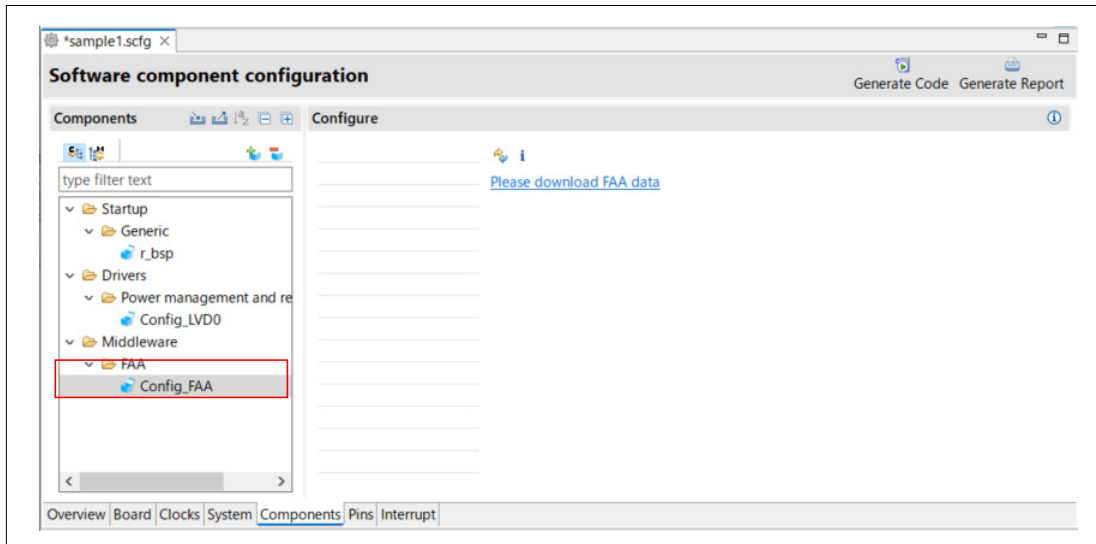 *sample1.scfg
Software component configuration
Generate Code Generate Report
Components
Configure
type filter text
Please download FAA data
Startup
Generic
r_bsp
Drivers
Power management and re
Config_LVD0
Middleware
FAA
Config_FAA
Overview Board Clocks System Components Pins Interrupt